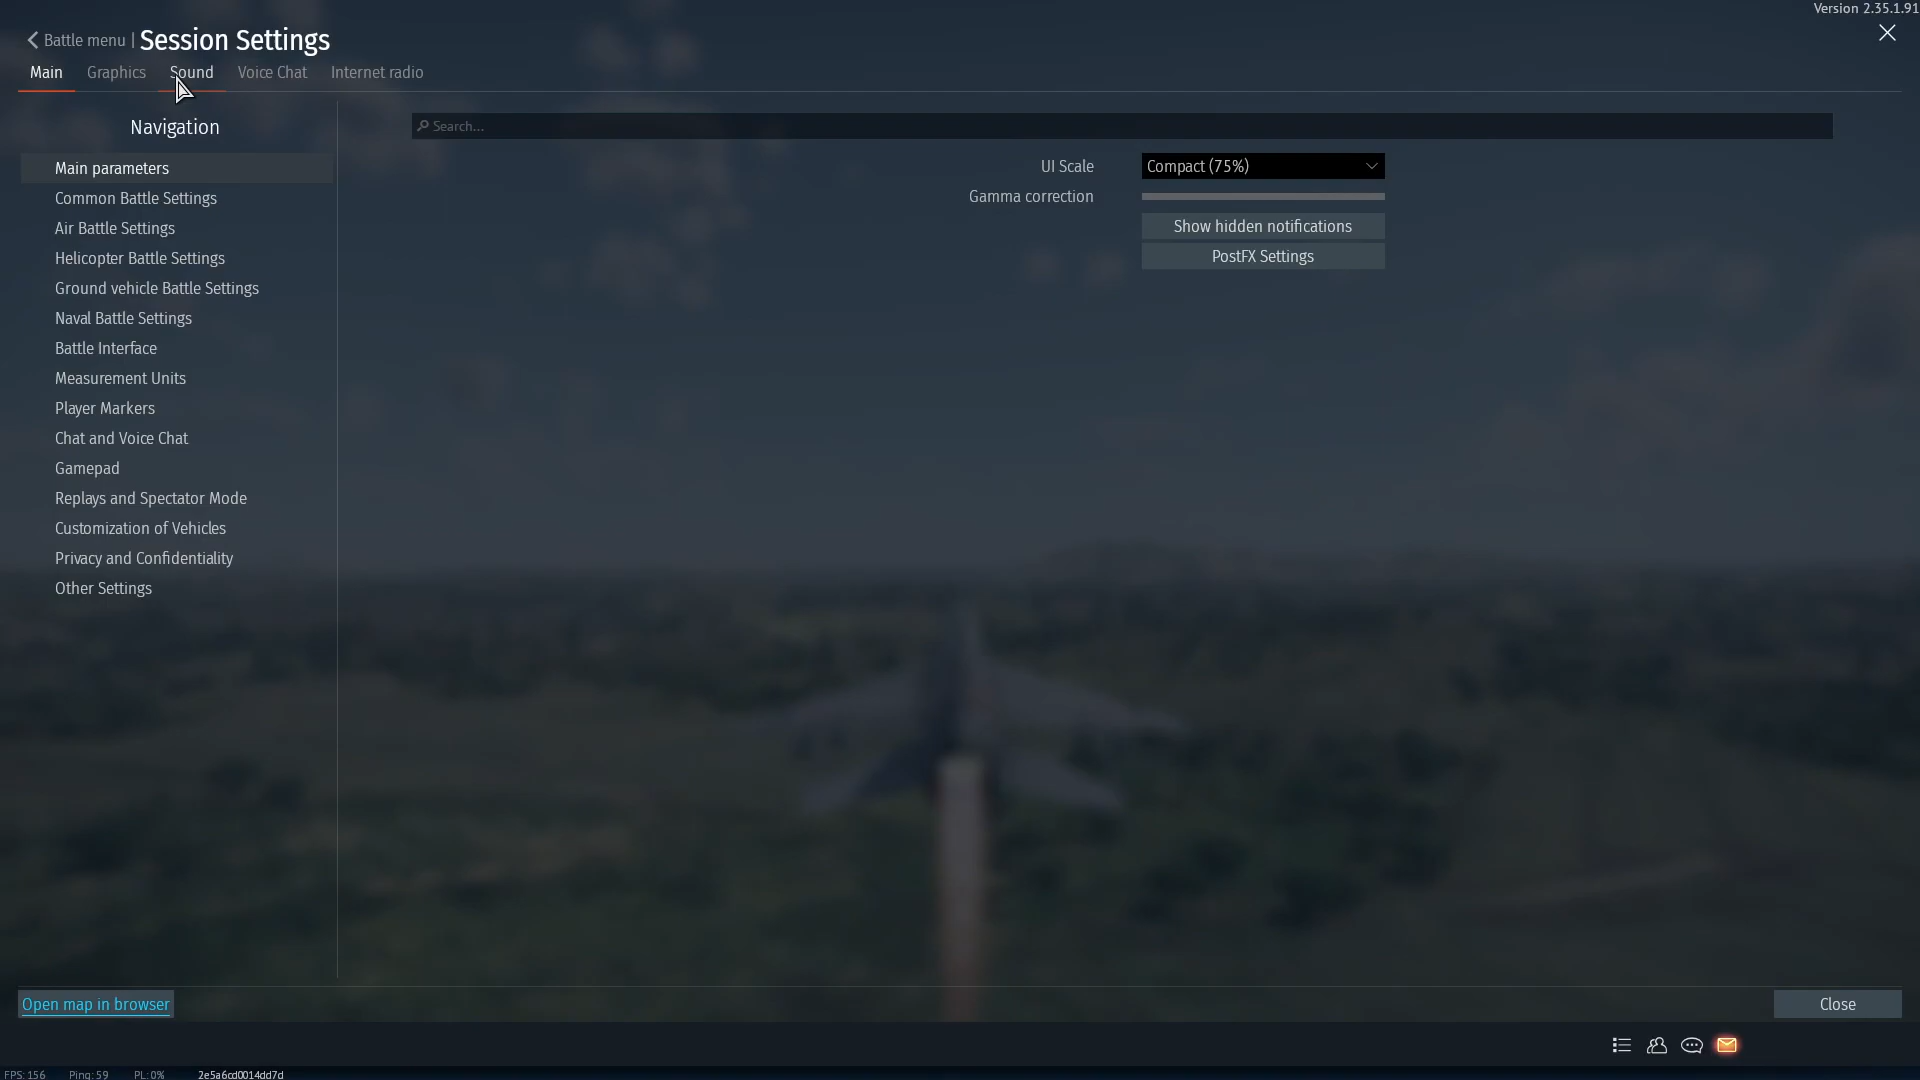 Version 2.35.1.91
Battle menu | Session Settings
Main Graphics Sound Voice Chat Internet radio
Navigation
Search...
Main parameters
Common Battle Settings
Air Battle Settings
Helicopter Battle Settings
Ground vehicle Battle Settings
Naval Battle Settings
Battle Interface
Measurement Units
Player Markers
Chat and Voice Chat
Gamepad
Replays and Spectator Mode
Customization of Vehicles
Privacy and Confidentiality
Other Settings
UI Scale Compact (75%)
Gamma correction
Show hidden notifications
PostFX Settings
Open map in browser
Close
FPS: 156 Ping: 59 PL: 0% 2e5a6cd0014dd7d